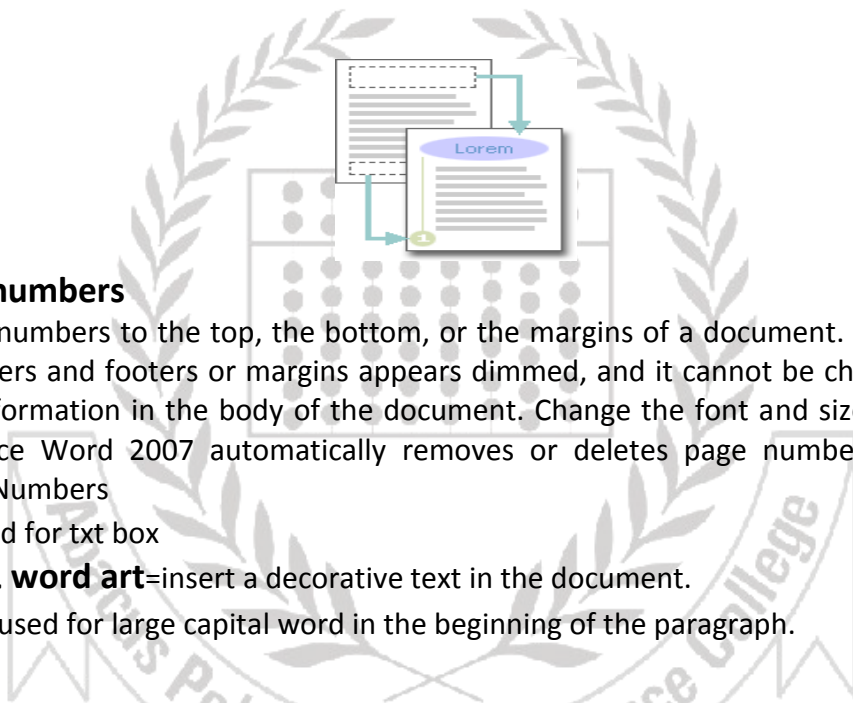 Lorem
1
numbers
numbers to the top, the bottom, or the margins of a document.
ers and footers or margins appears dimmed, and it cannot be ch
formation in the body of the document. Change the font and siz
ce Word 2007 automatically removes or deletes page numbe
Numbers
d for txt box
. word art=insert a decorative text in the document.
used for large capital word in the beginning of the paragraph.
Abacus
College